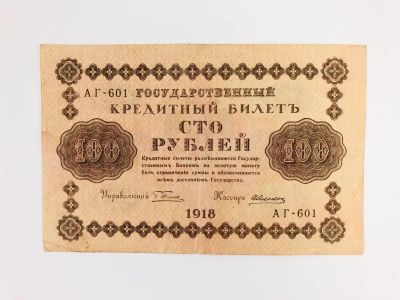 АГ-601 ГОСУДАРСТВЕННЫЙ
КРЕДИТНЫЙ БИЛЕТЪ
СТО
РУБЛЕЙ
100 100
Кредитные билеты размѣниваются Государ-
ственнымъ Банкомъ на золотую монету
безъ ограниченія суммы и обезпечиваются
всѣмъ достояніемъ Государства.
Управляющій Кассиръ
1918 АГ-601